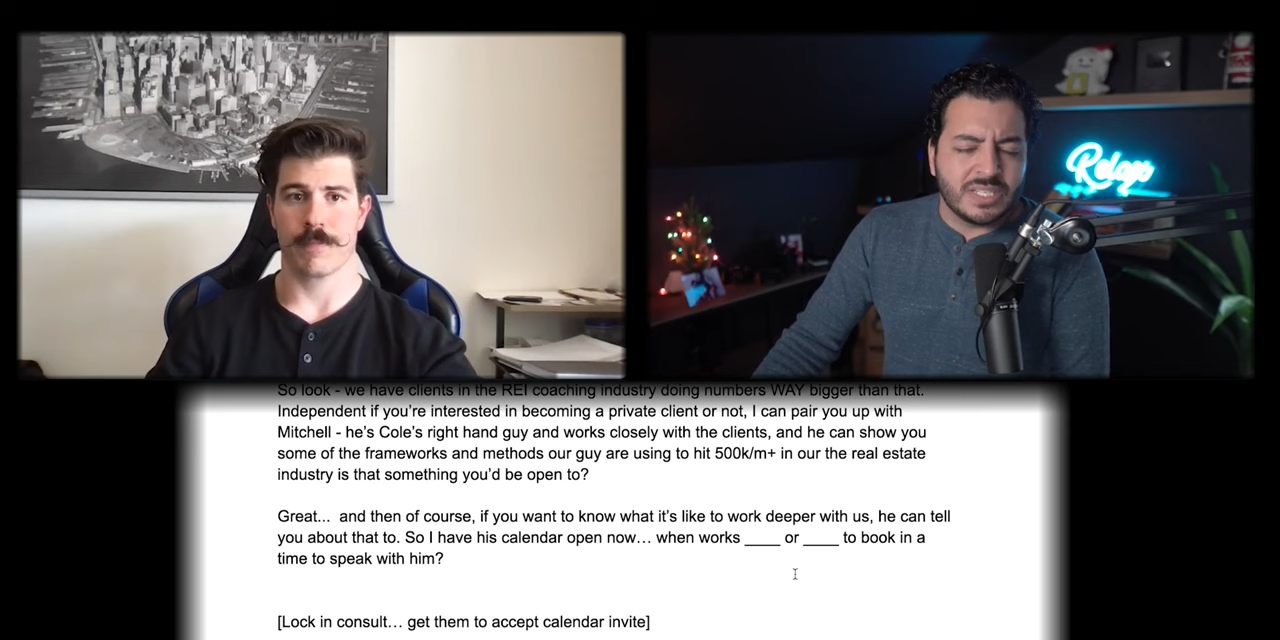 Relax
So look - we have clients in the REI coaching industry doing numbers WAY bigger than that.
Independent if you're interested in becoming a private client or not, I can pair you up with
Mitchell - he's Cole's right hand guy and works closely with the clients, and he can show you
some of the frameworks and methods our guy are using to hit 500k/m+ in our the real estate
industry is that something you'd be open to?
Great...  and then of course, if you want to know what it's like to work deeper with us, he can tell
you about that to. So I have his calendar open now… when works ____ or ____ to book in a
time to speak with him?
[Lock in consult… get them to accept calendar invite]